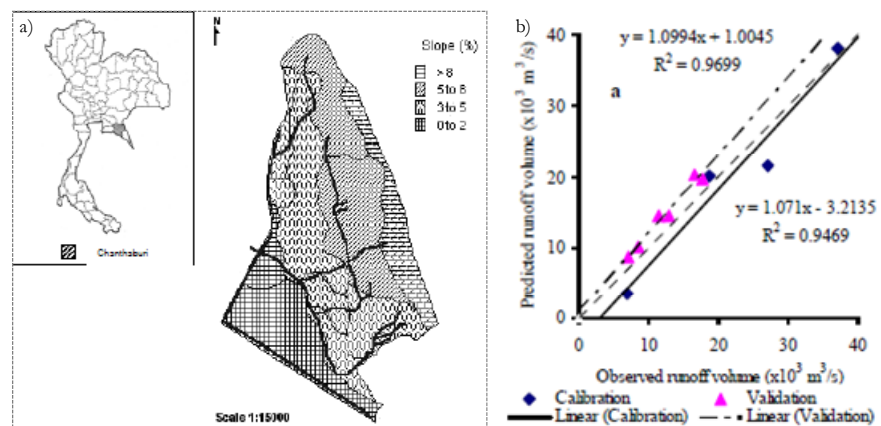 a)
N
Slope (%)
> 8
5 to 8
3 to 5
0 to 2
Chanthaburi
Scale 1:15000
b)
y = 1.0994x + 1.0045
R² = 0.9699
a
y = 1.071x - 3.2135
R² = 0.9469
Predicted runoff volume (x10³ m³/s)
40
30
20
10
0
0 10 20 30 40
Observed runoff volume (x10³ m³/s)
Calibration Validation
Linear (Calibration) Linear (Validation)